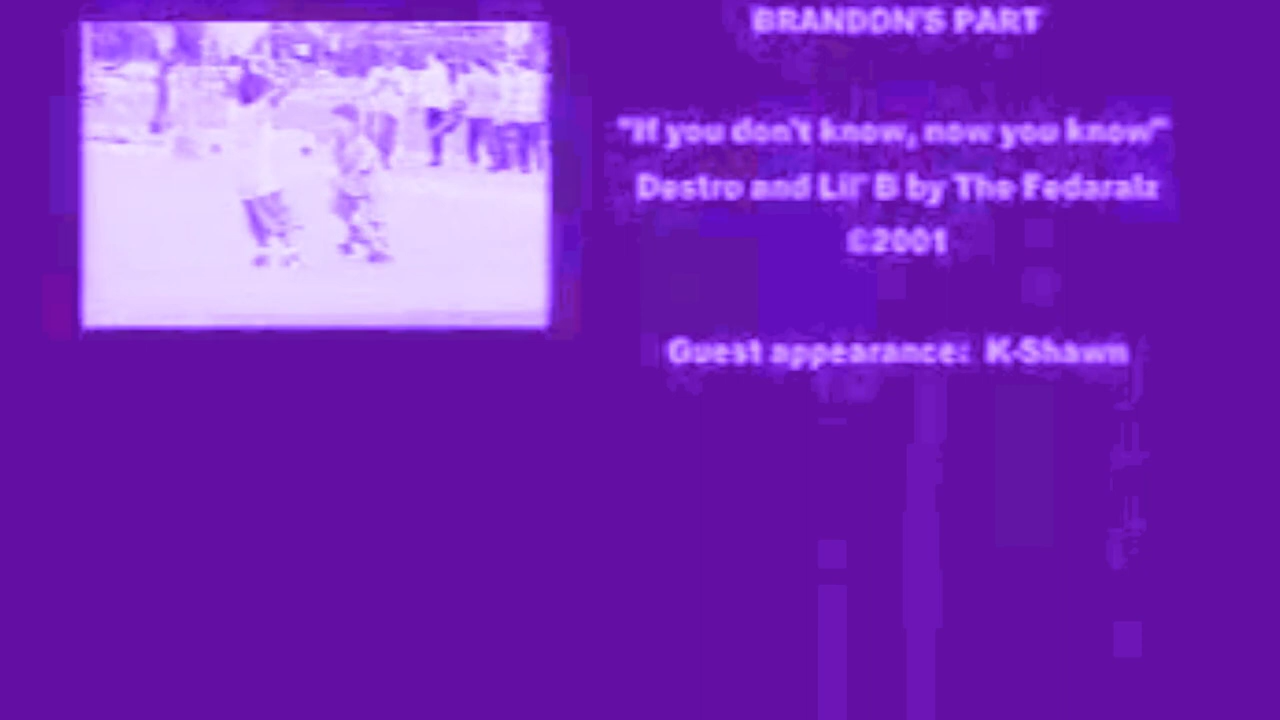 BRANDON'S PART
"If you don't know, now you know"
Destro and Lil' B by The Fedaralz
©2001
Guest appearance: K-Shawn